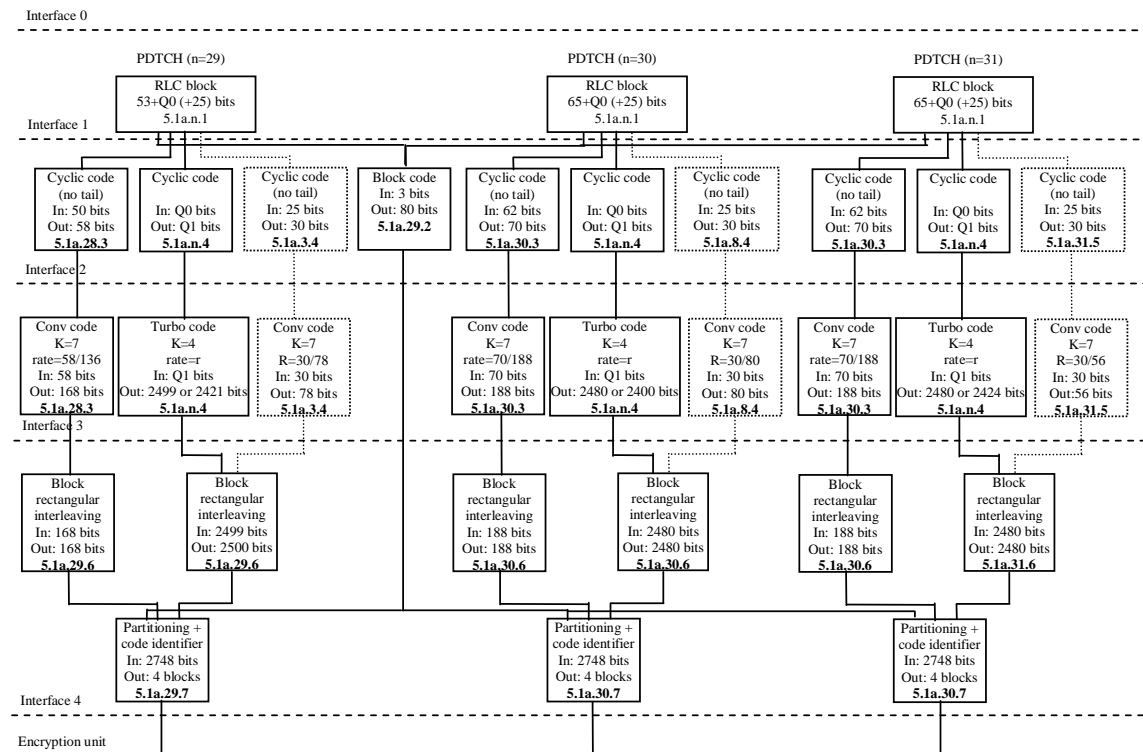 Interface 0
PDTCH (n=29)
PDTCH (n=30)
PDTCH (n=31)
RLC block
53+Q0 (+25) bits
5.1a.n.1
RLC block
65+Q0 (+25) bits
5.1a.n.1
RLC block
65+Q0 (+25) bits
5.1a.n.1
Interface 1
Cyclic code
(no tail)
In: 50 bits
Out: 58 bits
5.1a.28.3
Cyclic code
In: Q0 bits
Out: Q1 bits
5.1a.n.4
Cyclic code
(no tail)
In: 25 bits
Out: 30 bits
5.1a.3.4
Block code
In: 3 bits
Out: 80 bits
5.1a.29.2
Cyclic code
(no tail)
In: 62 bits
Out: 70 bits
5.1a.30.3
Cyclic code
In: Q0 bits
Out: Q1 bits
5.1a.n.4
Cyclic code
(no tail)
In: 25 bits
Out: 30 bits
5.1a.8.4
Cyclic code
(no tail)
In: 62 bits
Out: 70 bits
5.1a.30.3
Cyclic code
In: Q0 bits
Out: Q1 bits
5.1a.n.4
Cyclic code
(no tail)
In: 25 bits
Out: 30 bits
5.1a.31.5
Interface 2
Conv code
K=7
rate=58/136
In: 58 bits
Out: 168 bits
5.1a.28.3
Turbo code
K=4
rate=r
In: Q1 bits
Out: 2499 or 2421 bits
5.1a.n.4
Conv code
K=7
R=30/78
In: 30 bits
Out: 78 bits
5.1a.3.4
Conv code
K=7
rate=70/188
In: 70 bits
Out: 188 bits
5.1a.30.3
Turbo code
K=4
rate=r
In: Q1 bits
Out: 2480 or 2400 bits
5.1a.n.4
Conv code
K=7
R=30/80
In: 30 bits
Out: 80 bits
5.1a.8.4
Conv code
K=7
rate=70/188
In: 70 bits
Out: 188 bits
5.1a.30.3
Turbo code
K=4
rate=r
In: Q1 bits
Out: 2480 or 2424 bits
5.1a.n.4
Conv code
K=7
R=30/56
In: 30 bits
Out:56 bits
5.1a.31.5
Interface 3
Block
rectangular
interleaving
In: 168 bits
Out: 168 bits
5.1a.29.6
Block
rectangular
interleaving
In: 2499 bits
Out: 2500 bits
5.1a.29.6
Block
rectangular
interleaving
In: 188 bits
Out: 188 bits
5.1a.30.6
Block
rectangular
interleaving
In: 2480 bits
Out: 2480 bits
5.1a.30.6
Block
rectangular
interleaving
In: 188 bits
Out: 188 bits
5.1a.30.6
Block
rectangular
interleaving
In: 2480 bits
Out: 2480 bits
5.1a.31.6
Partitioning +
code identifier
In: 2748 bits
Out: 4 blocks
5.1a.29.7
Partitioning +
code identifier
In: 2748 bits
Out: 4 blocks
5.1a.30.7
Partitioning +
code identifier
In: 2748 bits
Out: 4 blocks
5.1a.30.7
Interface 4
Encryption unit